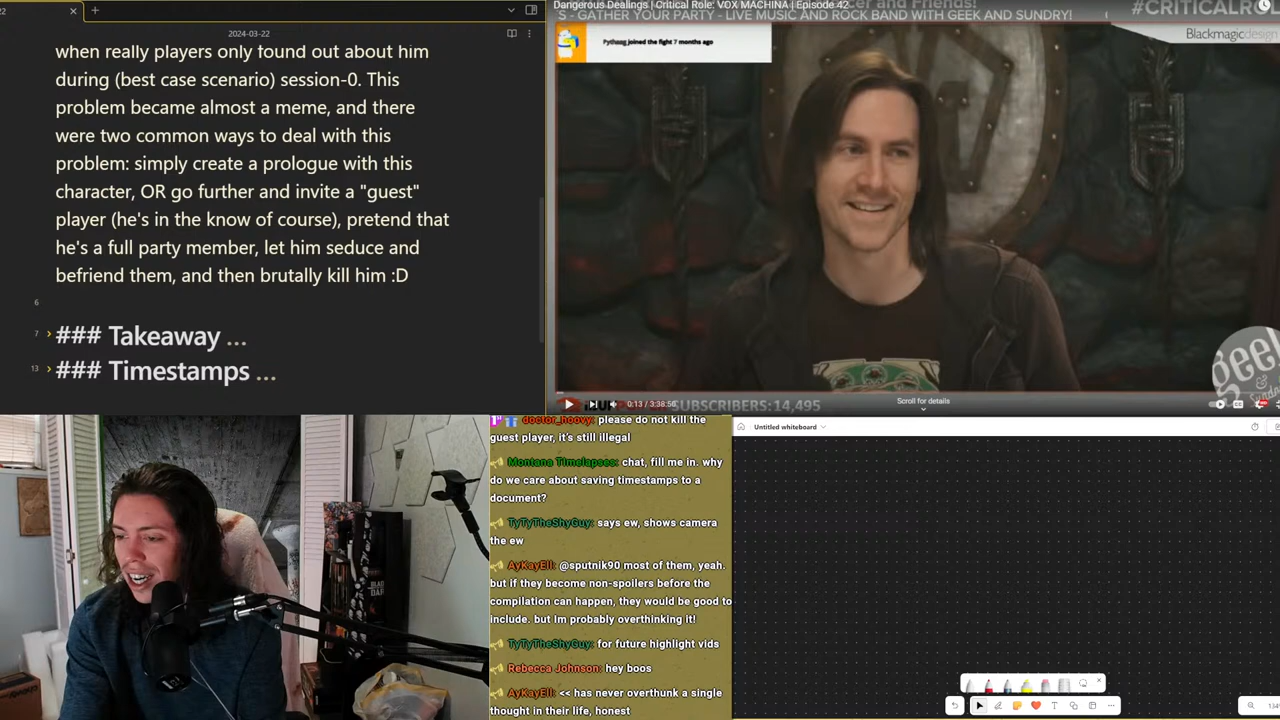 2024-03-22
when really players only found out about him
during (best case scenario) session-0. This
problem became almost a meme, and there
were two common ways to deal with this
problem: simply create a prologue with this
character, OR go further and invite a "guest"
player (he's in the know of course), pretend that
he's a full party member, let him seduce and
befriend them, and then brutally kill him :D
6
7 ### Takeaway ...
13 ### Timestamps ...
Dangerous Dealings | Critical Role: VOX MACHINA | Episode 42
S - GATHER YOUR PARTY - LIVE MUSIC AND ROCK BAND WITH GEEK AND SUNDRY!
#CRITICALROL
Blackmagicdesign
joined the fight 7 months ago
geek
0:13 / 3:38:50
SUBSCRIBERS: 14,495
Scroll for details
doctor_noovy: please do not kill the
guest player, it's still illegal
Montana Timelapses: chat, fill me in. why
do we care about saving timestamps to a
document?
TyTyTheShyGuy: says ew, shows camera
the ew
AyKayEll: @sputnik90 most of them, yeah.
but if they become non-spoilers before the
compilation can happen, they would be good to
include. but Im probably overthinking it!
TyTyTheShyGuy: for future highlight vids
Rebecca Johnson: hey boos
AyKayEll: << has never overthunk a single
thought in their life, honest
Untitled whiteboard